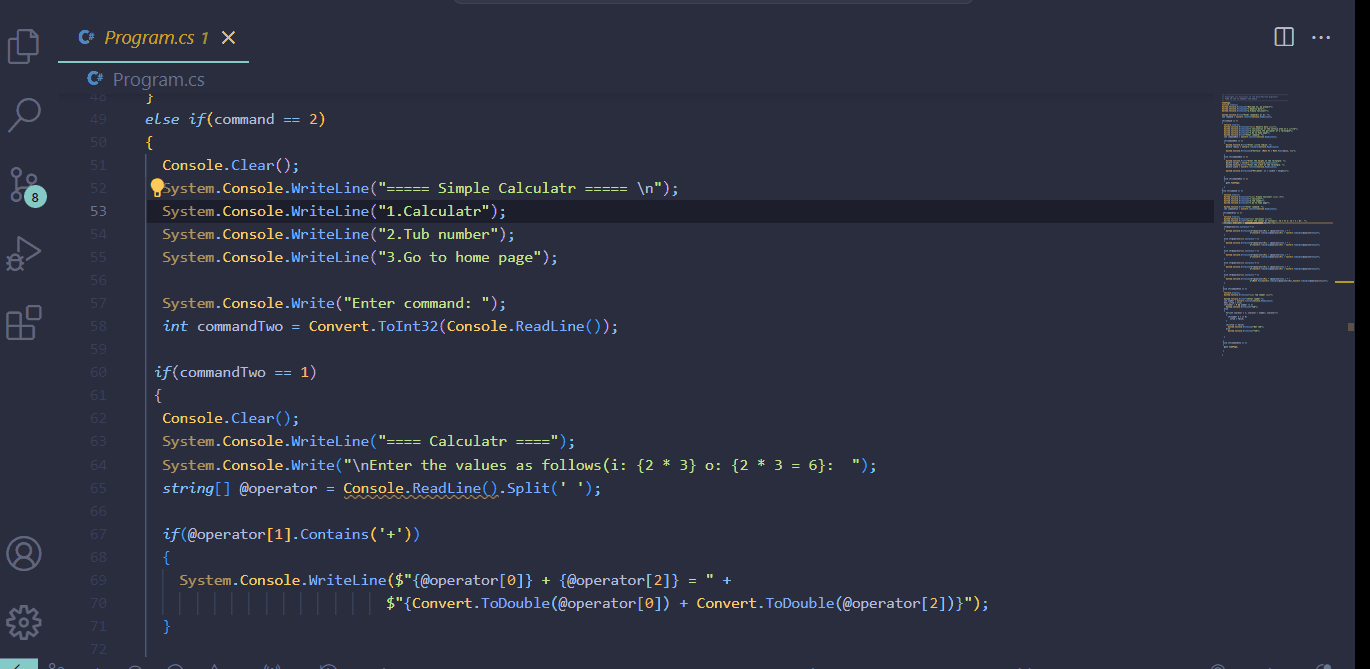 Program.cs 1
Program.cs
48 }
49 else if(command == 2)
50 {
51 Console.Clear();
52 System.Console.WriteLine("===== Simple Calculatr ===== \n");
53 System.Console.WriteLine("1.Calculatr");
54 System.Console.WriteLine("2.Tub number");
55 System.Console.WriteLine("3.Go to home page");
56
57 System.Console.Write("Enter command: ");
58 int commandTwo = Convert.ToInt32(Console.ReadLine());
59
60 if(commandTwo == 1)
61 {
62 Console.Clear();
63 System.Console.WriteLine("==== Calculatr ====");
64 System.Console.Write("\nEnter the values as follows(i: {2 * 3} o: {2 * 3 = 6}:  ");
65 string[] @operator = Console.ReadLine().Split(' ');
66
67 if(@operator[1].Contains('+'))
68 {
69 System.Console.WriteLine($"{@operator[0]} + {@operator[2]} = " +
70 $"{Convert.ToDouble(@operator[0]) + Convert.ToDouble(@operator[2])}");
71 }
72
8